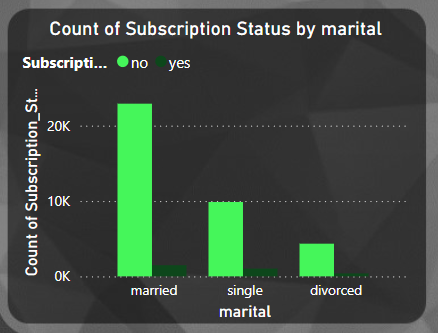 Count of Subscription Status by marital
Subscripti... no yes
Count of Subscription_St...
20K
10K
0K
married single divorced
marital